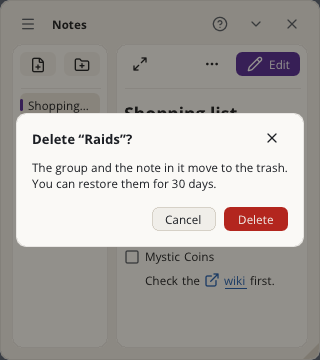 Notes
Edit
Shopping...
Shopping list
Delete “Raids”?
The group and the note in it move to the trash.
You can restore them for 30 days.
Cancel
Delete
Mystic Coins
Check the wiki first.